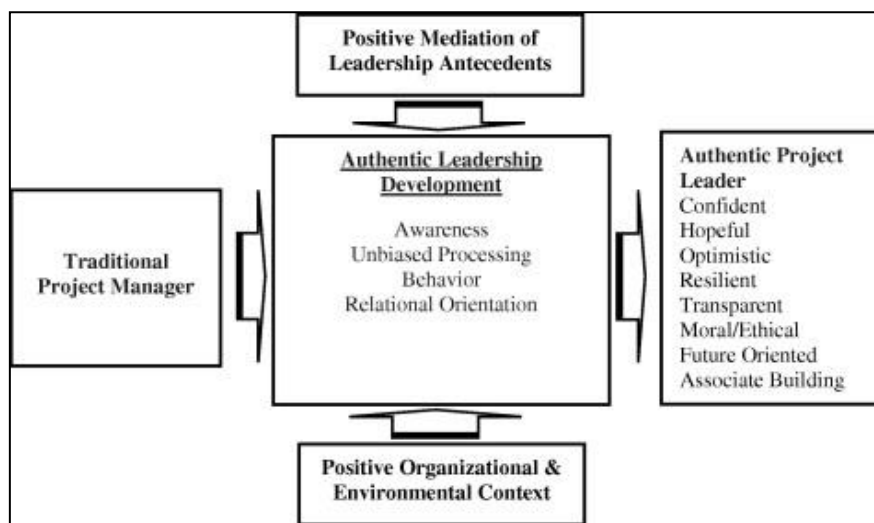 Positive Mediation of
Leadership Antecedents
Traditional
Project Manager
Authentic Leadership
Development
Awareness
Unbiased Processing
Behavior
Relational Orientation
Authentic Project
Leader
Confident
Hopeful
Optimistic
Resilient
Transparent
Moral/Ethical
Future Oriented
Associate Building
Positive Organizational &
Environmental Context